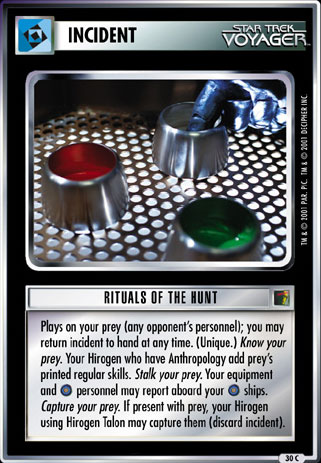 INCIDENT
STAR TREK
VOYAGER™
TM & © 2001 PAR. PIC. TM & © 2001 DECIPHER INC.
RITUALS OF THE HUNT
Plays on your prey (any opponent's personnel); you may
return incident to hand at any time. (Unique.) Know your
prey. Your Hirogen who have Anthropology add prey's
printed regular skills. Stalk your prey. Your equipment
and personnel may report aboard your ships.
Capture your prey. If present with prey, your Hirogen
using Hirogen Talon may capture them (discard incident).
30 C